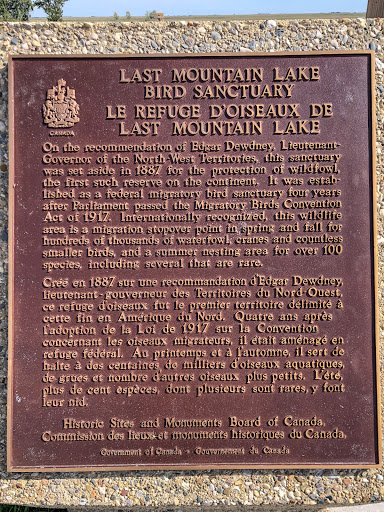 LAST MOUNTAIN LAKE
BIRD SANCTUARY
LE REFUGE D'OISEAUX DE
LAST MOUNTAIN LAKE
CANADA
On the recommendation of Edgar Dewdney, Lieutenant-
Governor of the North-West Territories, this sanctuary
was set aside in 1887 for the protection of wildfowl,
the first such reserve on the continent. It was estab-
lished as a federal migratory bird sanctuary four years
after Parliament passed the Migratory Birds Convention
Act of 1917. Internationally recognized, this wildlife
area is a migration stopover point in spring and fall for
hundreds of thousands of waterfowl, cranes and countless
smaller birds, and a summer nesting area for over 100
species, including several that are rare.
Créé en 1887 sur une recommandation d'Edgar Dewdney,
lieutenant-gouverneur des Territoires du Nord-Ouest,
ce refuge d'oiseaux fut le premier territoire délimité à
cette fin en Amérique du Nord. Quatre ans après
l'adoption de la Loi de 1917 sur la Convention
concernant les oiseaux migrateurs, il était aménagé en
refuge fédéral. Au printemps et à l'automne, il sert de
halte à des centaines de milliers d'oiseaux aquatiques,
de grues et nombre d'autres oiseaux plus petits. L'été,
plus de cent espèces, dont plusieurs sont rares, y font
leur nid.
Historic Sites and Monuments Board of Canada.
Commission des lieux et monuments historiques du Canada.
Government of Canada - Gouvernement du Canada